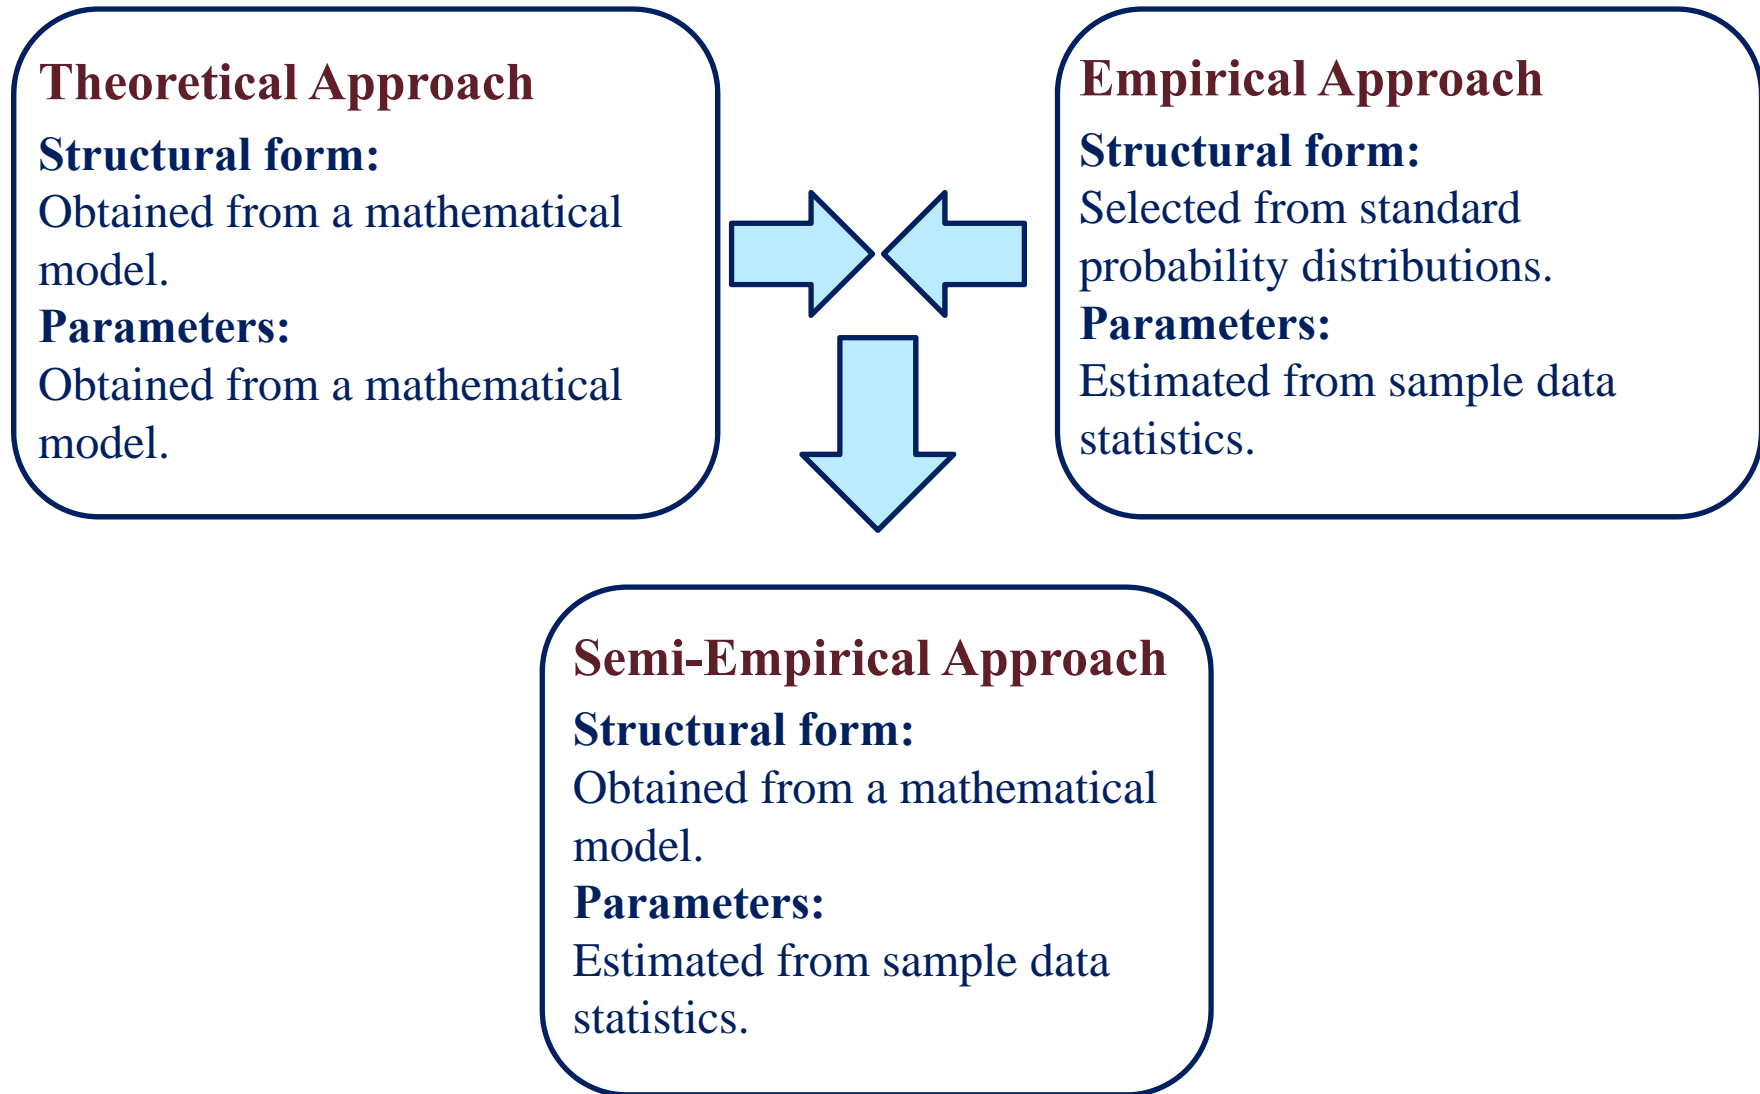 Theoretical Approach
Structural form:
Obtained from a mathematical
model.
Parameters:
Obtained from a mathematical
model.
Empirical Approach
Structural form:
Selected from standard
probability distributions.
Parameters:
Estimated from sample data
statistics.
Semi-Empirical Approach
Structural form:
Obtained from a mathematical
model.
Parameters:
Estimated from sample data
statistics.